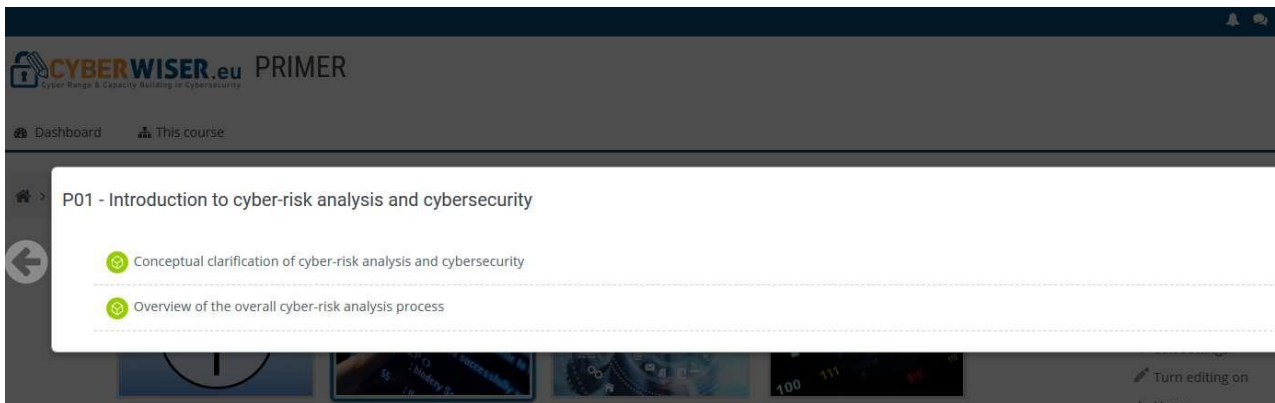 CYBERWISER.eu PRIMER
Cyber Range & Capacity Building in Cybersecurity
Dashboard This course
P01 - Introduction to cyber-risk analysis and cybersecurity
Conceptual clarification of cyber-risk analysis and cybersecurity
Overview of the overall cyber-risk analysis process
successfully
100 111
Turn editing on